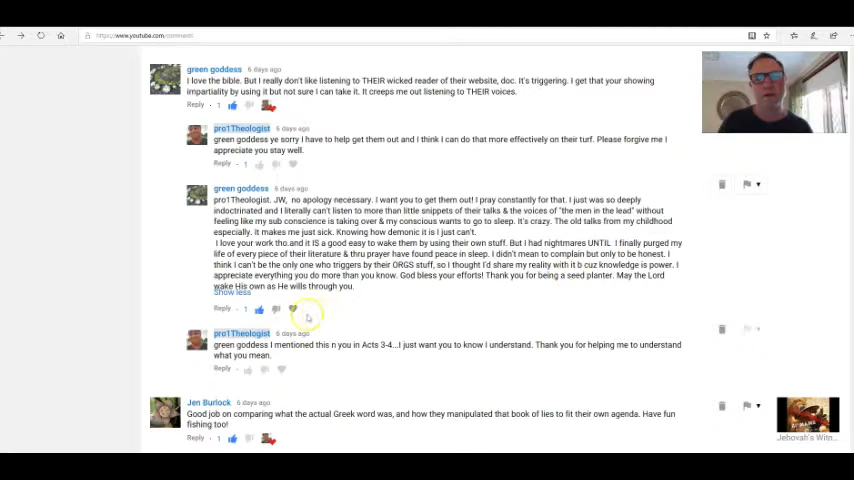 https://www.youtube.com/comments
green goddess 6 days ago
I love the bible. But I really don't like listening to THEIR wicked reader of their website, doc. It's triggering. I get that your showing
impartiality by using it but not sure I can take it. It creeps me out listening to THEIR voices.
Reply · 1
pro1Theologist 6 days ago
green goddess ye sorry I have to help get them out and I think I can do that more effectively on their turf. Please forgive me I
appreciate you stay well.
Reply · 1
green goddess 6 days ago
pro1Theologist. JW, no apology necessary. I want you to get them out! I pray constantly for that. I just was so deeply
indoctrinated and I literally can't listen to more than little snippets of their talks & the voices of "the men in the lead" without
feeling like my sub conscience is taking over & my conscious wants to go to sleep. It's crazy. The old talks from my childhood
especially. It makes me just sick. Knowing how demonic it is I just can't.
I love your work tho.and it IS a good easy to wake them by using their own stuff. But I had nightmares UNTIL I finally purged my
life of every piece of their literature & thru prayer have found peace in sleep. I didn't mean to complain but only to be honest. I
think I can't be the only one who triggers by their ORGS stuff, so I thought I'd share my reality with it b cuz knowledge is power. I
appreciate everything you do more than you know. God bless your efforts! Thank you for being a seed planter. May the Lord
wake His own as He wills through you.
Show less
Reply · 1
pro1Theologist 6 days ago
green goddess I mentioned this n you in Acts 3-4...I just want you to know I understand. Thank you for helping me to understand
what you mean.
Reply
Jen Burlock 6 days ago
Good job on comparing what the actual Greek word was, and how they manipulated that book of lies to fit their own agenda. Have fun
fishing too!
Reply · 1
Jehovah's Witn...